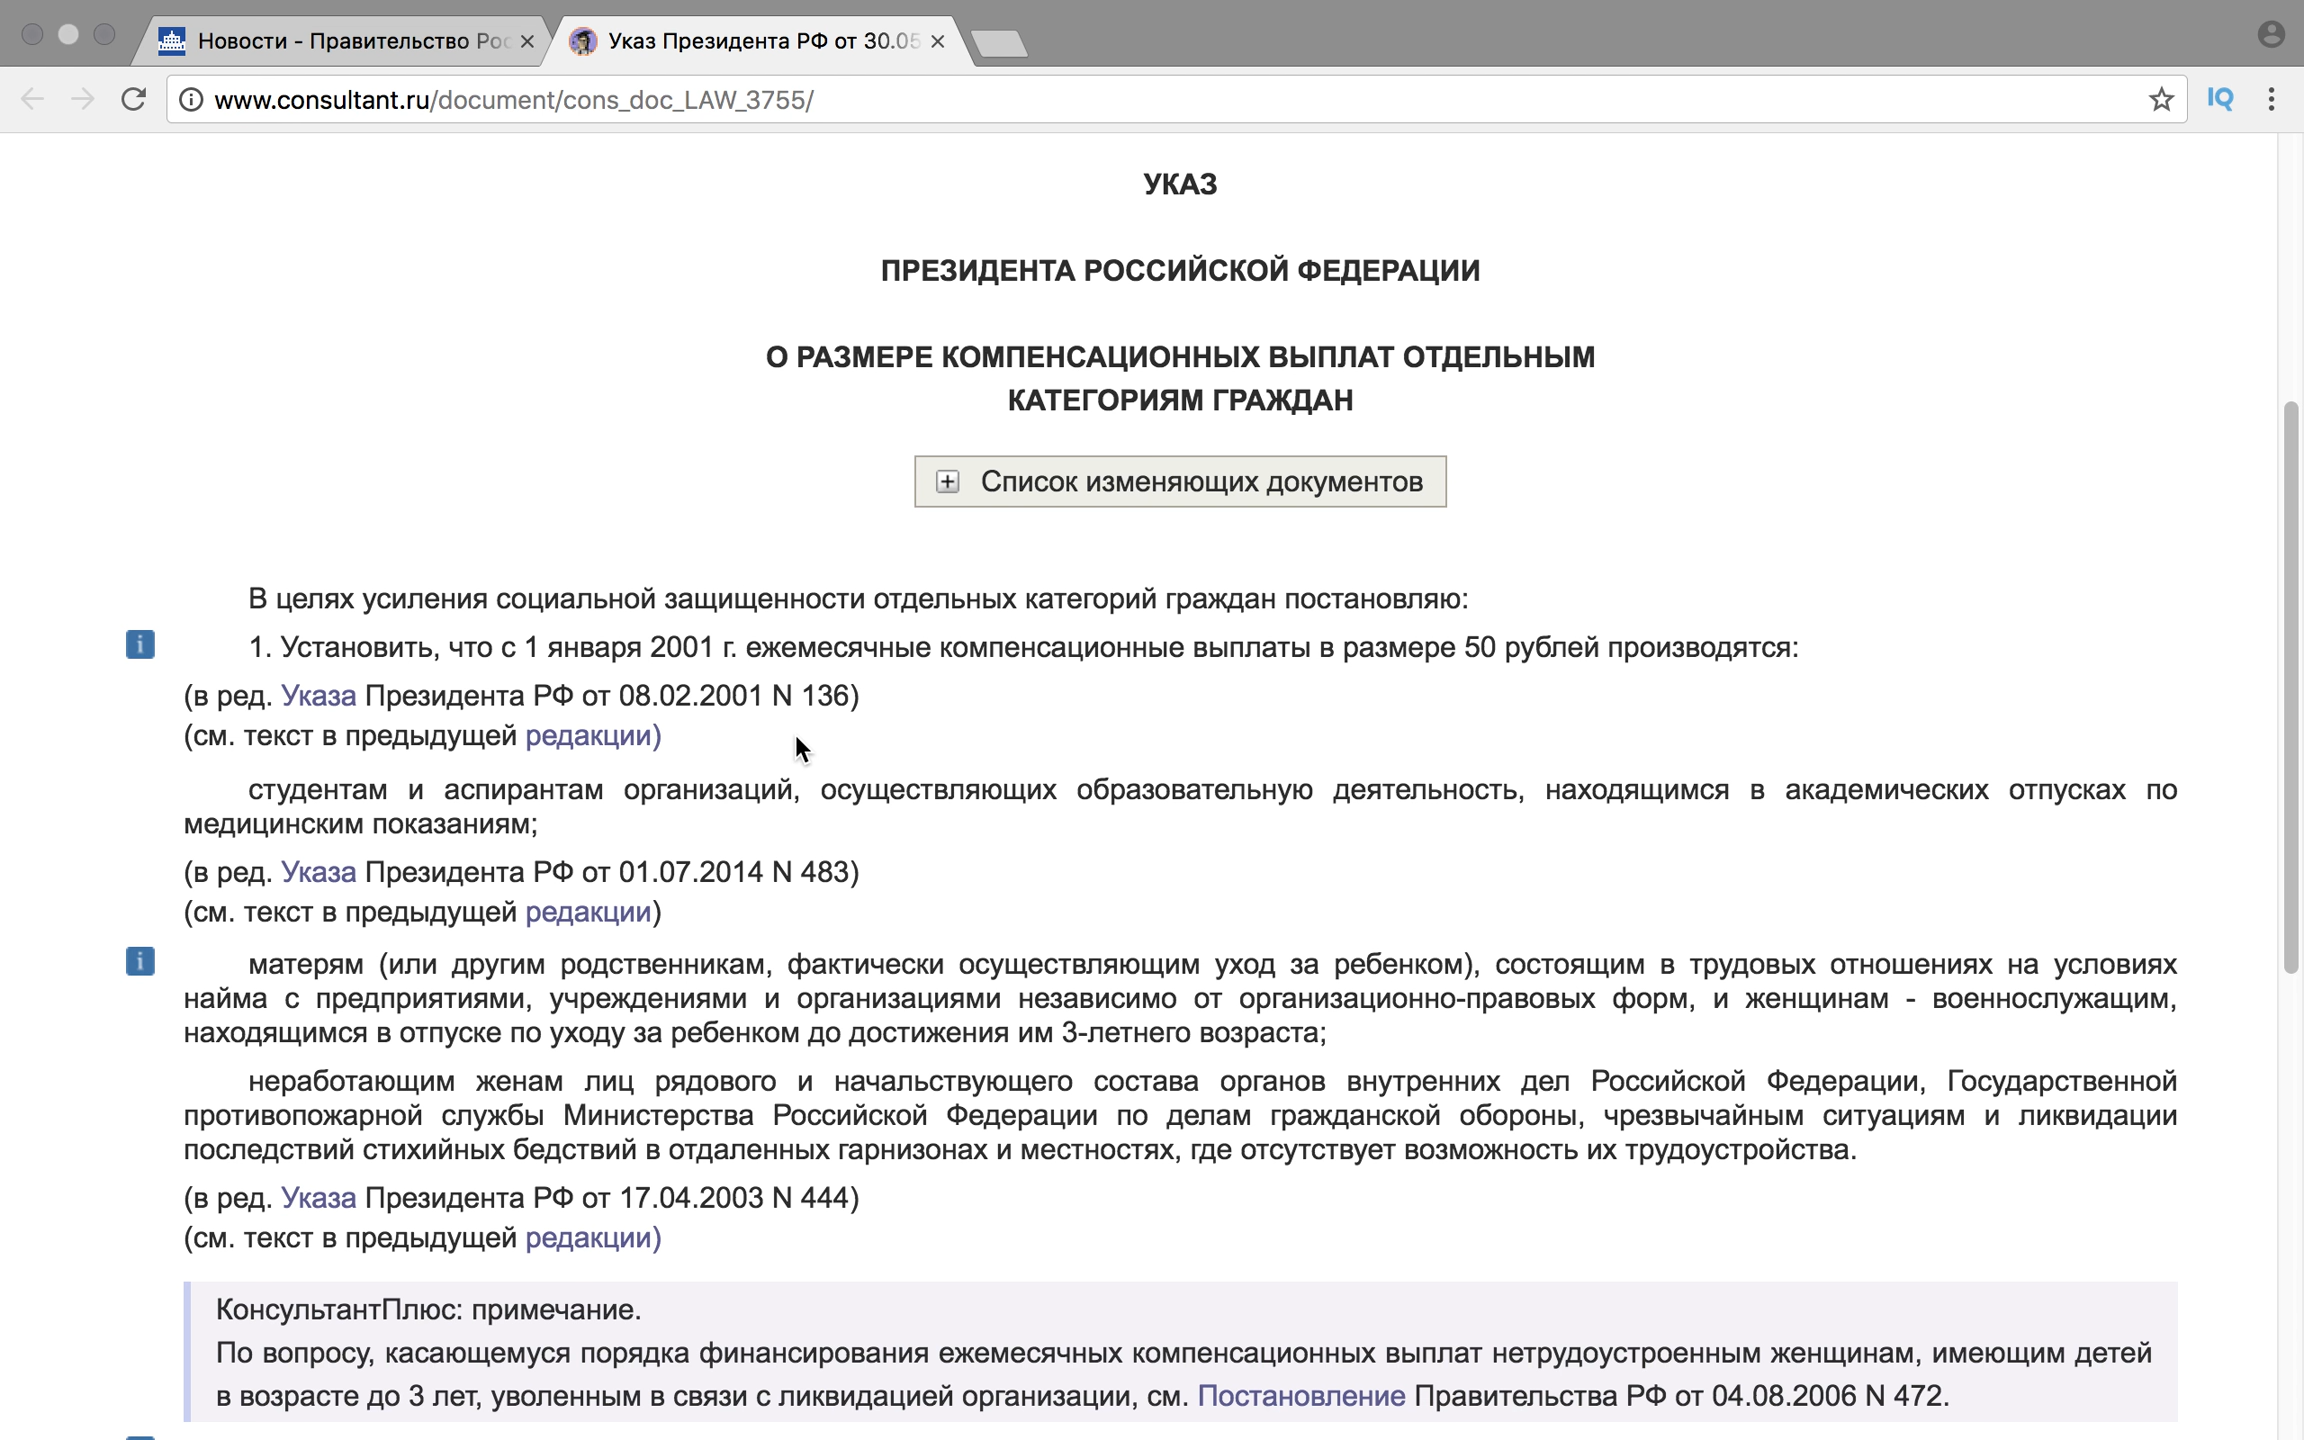 Новости - Правительство Рос
Указ Президента РФ от 30.05
www.consultant.ru/document/cons_doc_LAW_3755/
IQ
УКАЗ
ПРЕЗИДЕНТА РОССИЙСКОЙ ФЕДЕРАЦИИ
О РАЗМЕРЕ КОМПЕНСАЦИОННЫХ ВЫПЛАТ ОТДЕЛЬНЫМ
КАТЕГОРИЯМ ГРАЖДАН
Список изменяющих документов
В целях усиления социальной защищенности отдельных категорий граждан постановляю:
i
1. Установить, что с 1 января 2001 г. ежемесячные компенсационные выплаты в размере 50 рублей производятся:
(в ред. Указа Президента РФ от 08.02.2001 N 136)
(см. текст в предыдущей редакции)
студентам и аспирантам организаций, осуществляющих образовательную деятельность, находящимся в академических отпусках по
медицинским показаниям;
(в ред. Указа Президента РФ от 01.07.2014 N 483)
(см. текст в предыдущей редакции)
i
матерям (или другим родственникам, фактически осуществляющим уход за ребенком), состоящим в трудовых отношениях на условиях
найма с предприятиями, учреждениями и организациями независимо от организационно-правовых форм, и женщинам - военнослужащим,
находящимся в отпуске по уходу за ребенком до достижения им 3-летнего возраста;
неработающим женам лиц рядового и начальствующего состава органов внутренних дел Российской Федерации, Государственной
противопожарной службы Министерства Российской Федерации по делам гражданской обороны, чрезвычайным ситуациям и ликвидации
последствий стихийных бедствий в отдаленных гарнизонах и местностях, где отсутствует возможность их трудоустройства.
(в ред. Указа Президента РФ от 17.04.2003 N 444)
(см. текст в предыдущей редакции)
КонсультантПлюс: примечание.
По вопросу, касающемуся порядка финансирования ежемесячных компенсационных выплат нетрудоустроенным женщинам, имеющим детей
в возрасте до 3 лет, уволенным в связи с ликвидацией организации, см. Постановление Правительства РФ от 04.08.2006 N 472.